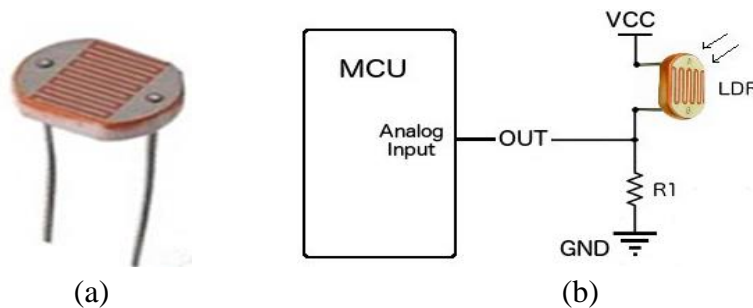 VCC
MCU
LDR
Analog
Input
OUT
R1
GND
(a)
(b)